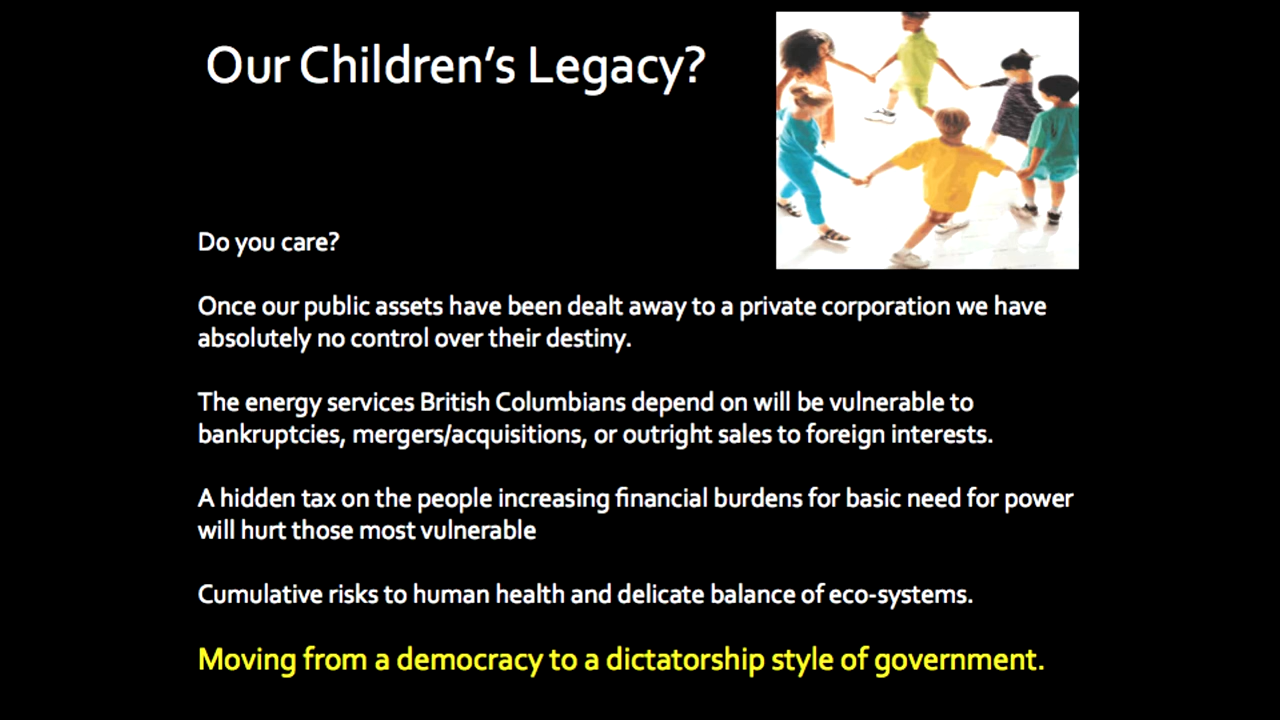 Our Children's Legacy?
Do you care?
Once our public assets have been dealt away to a private corporation we have
absolutely no control over their destiny.
The energy services British Columbians depend on will be vulnerable to
bankruptcies, mergers/acquisitions, or outright sales to foreign interests.
A hidden tax on the people increasing financial burdens for basic need for power
will hurt those most vulnerable
Cumulative risks to human health and delicate balance of eco-systems.
Moving from a democracy to a dictatorship style of government.